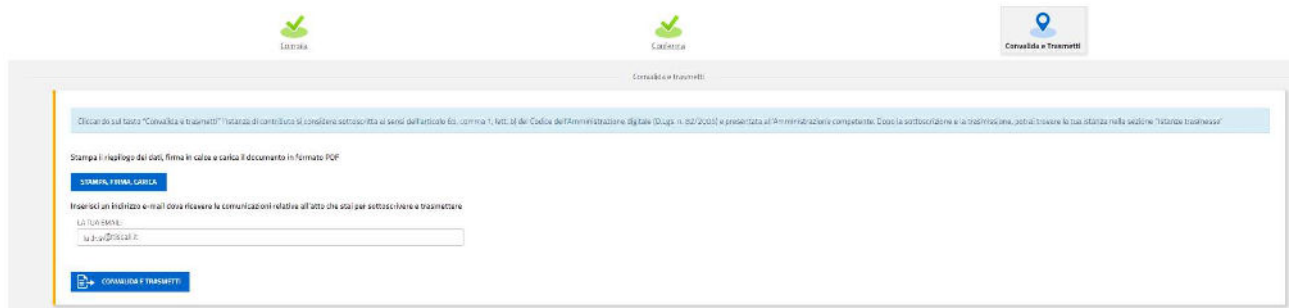 Compila
Conferma
Convalida e Trasmetti
Convalida e trasmetti
Cliccando sul tasto "Convalida e trasmetti" l'istanza di contributo si considera sottoscritta ai sensi dell'articolo 65, comma 1, lett. b) del Codice dell'Amministrazione digitale (D.Lgs. n. 82/2005) e presentata all'Amministrazione competente. Dopo la sottoscrizione e la trasmissione, potrai trovare la tua istanza nella sezione "Istanze trasmesse"
Stampa il riepilogo dei dati, firma in calce e carica il documento in formato PDF
STAMPA, FIRMA, CARICA
Inserisci un indirizzo e-mail dove ricevere le comunicazioni relative all'atto che stai per sottoscrivere e trasmettere
LA TUA EMAIL
CONVALIDA E TRASMETTI